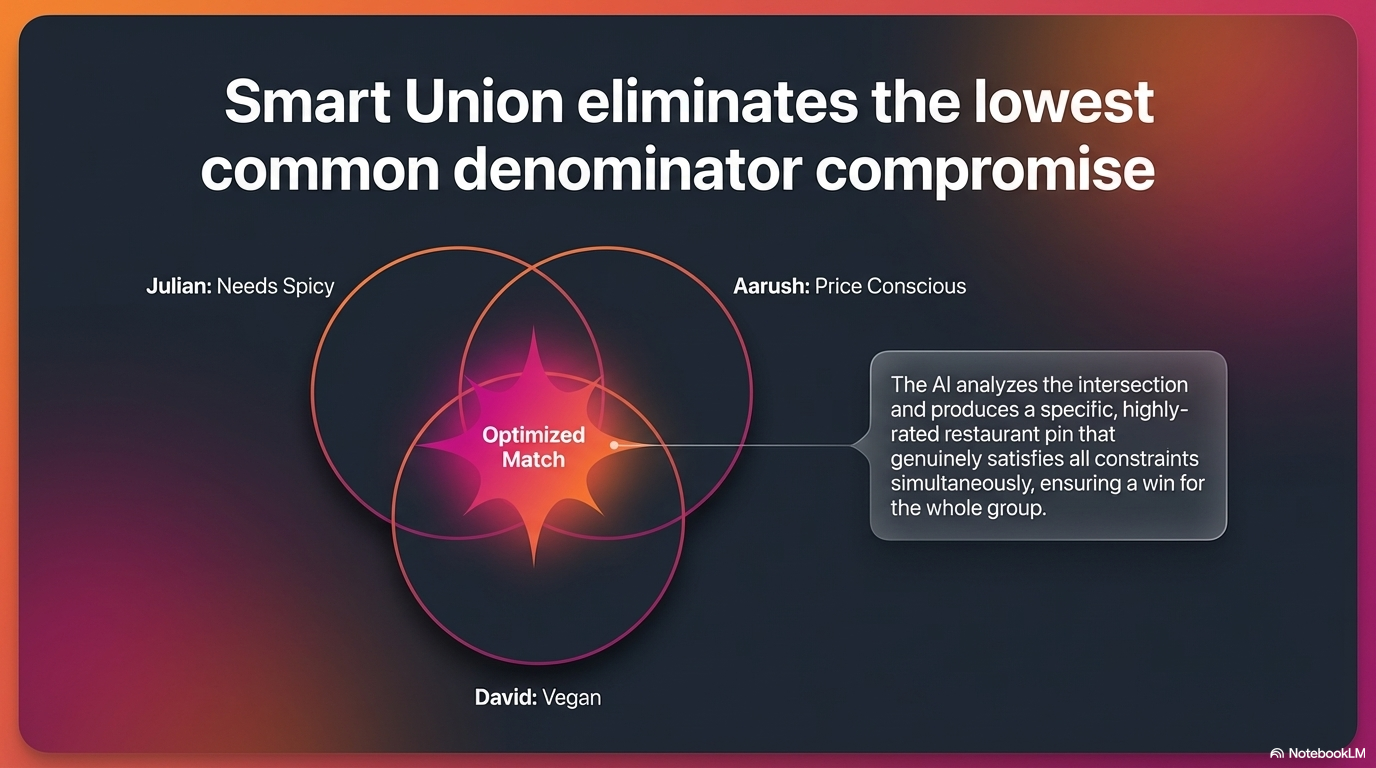 Smart Union eliminates the lowest
common denominator compromise
Julian: Needs Spicy
Aarush: Price Conscious
Optimized
Match
The AI analyzes the intersection
and produces a specific, highly-
rated restaurant pin that
genuinely satisfies all constraints
simultaneously, ensuring a win for
the whole group.
David: Vegan
NotebookLM